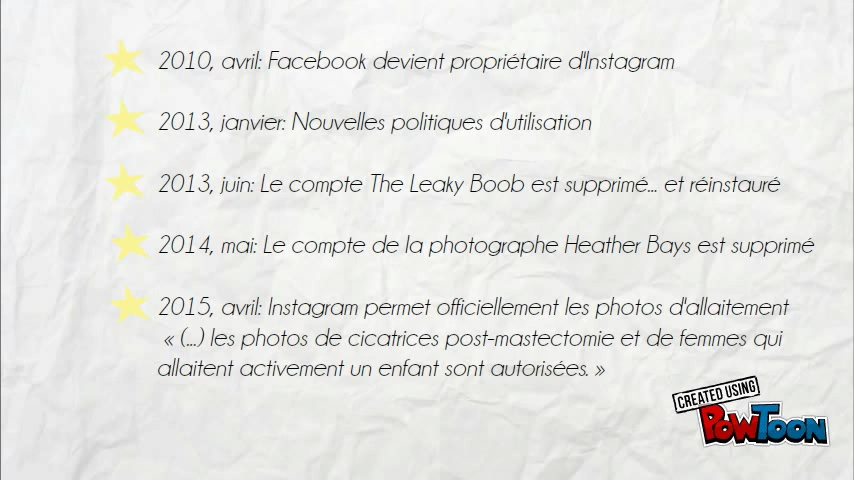 2010, avril: Facebook devient propriétaire d'Instagram
2013, janvier: Nouvelles politiques d'utilisation
2013, juin: Le compte The Leaky Boob est supprimé... et réinstauré
2014, mai: Le compte de la photographe Heather Bays est supprimé
2015, avril: Instagram permet officiellement les photos d'allaitement
« (...) les photos de cicatrices post-mastectomie et de femmes qui
allaitent activement un enfant sont autorisées. »
CREATED USING
POWTOON